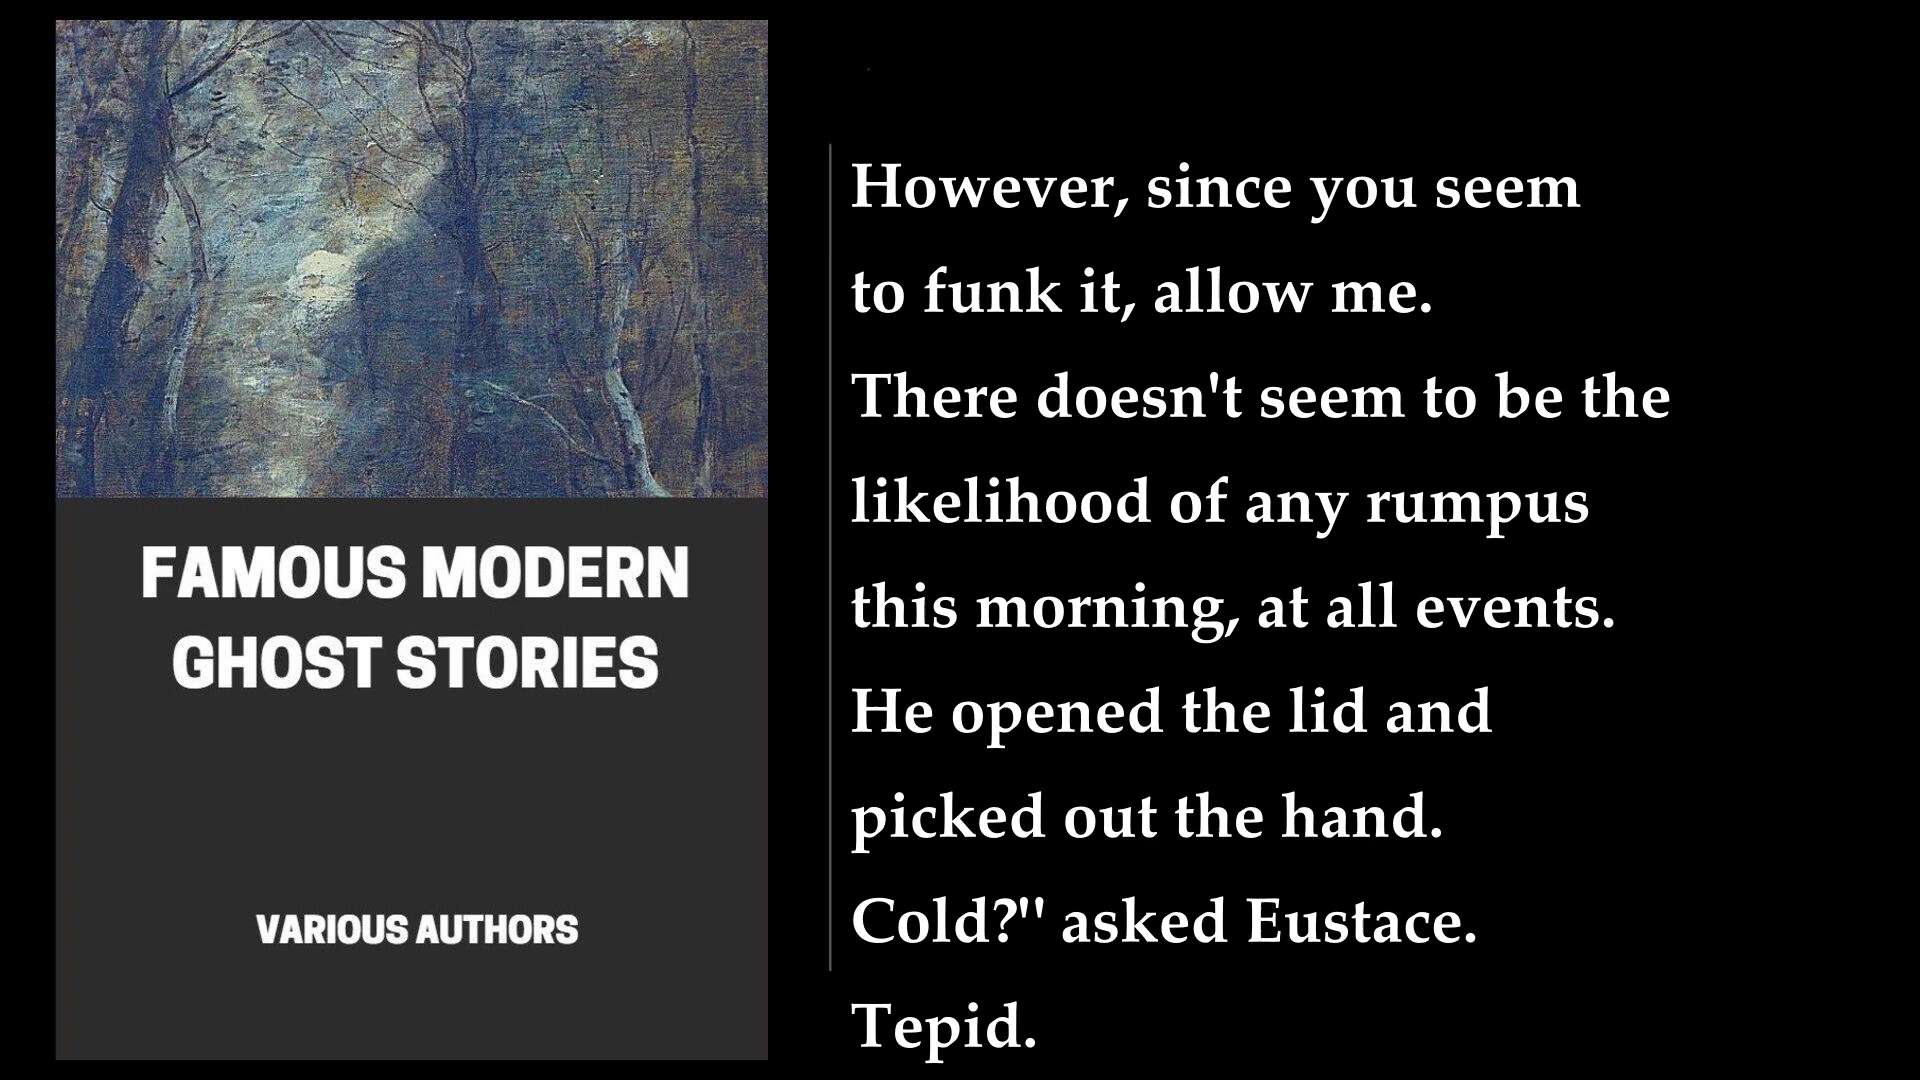 FAMOUS MODERN
GHOST STORIES
VARIOUS AUTHORS
However, since you seem
to funk it, allow me.
There doesn't seem to be the
likelihood of any rumpus
this morning, at all events.
He opened the lid and
picked out the hand.
Cold?" asked Eustace.
Tepid.